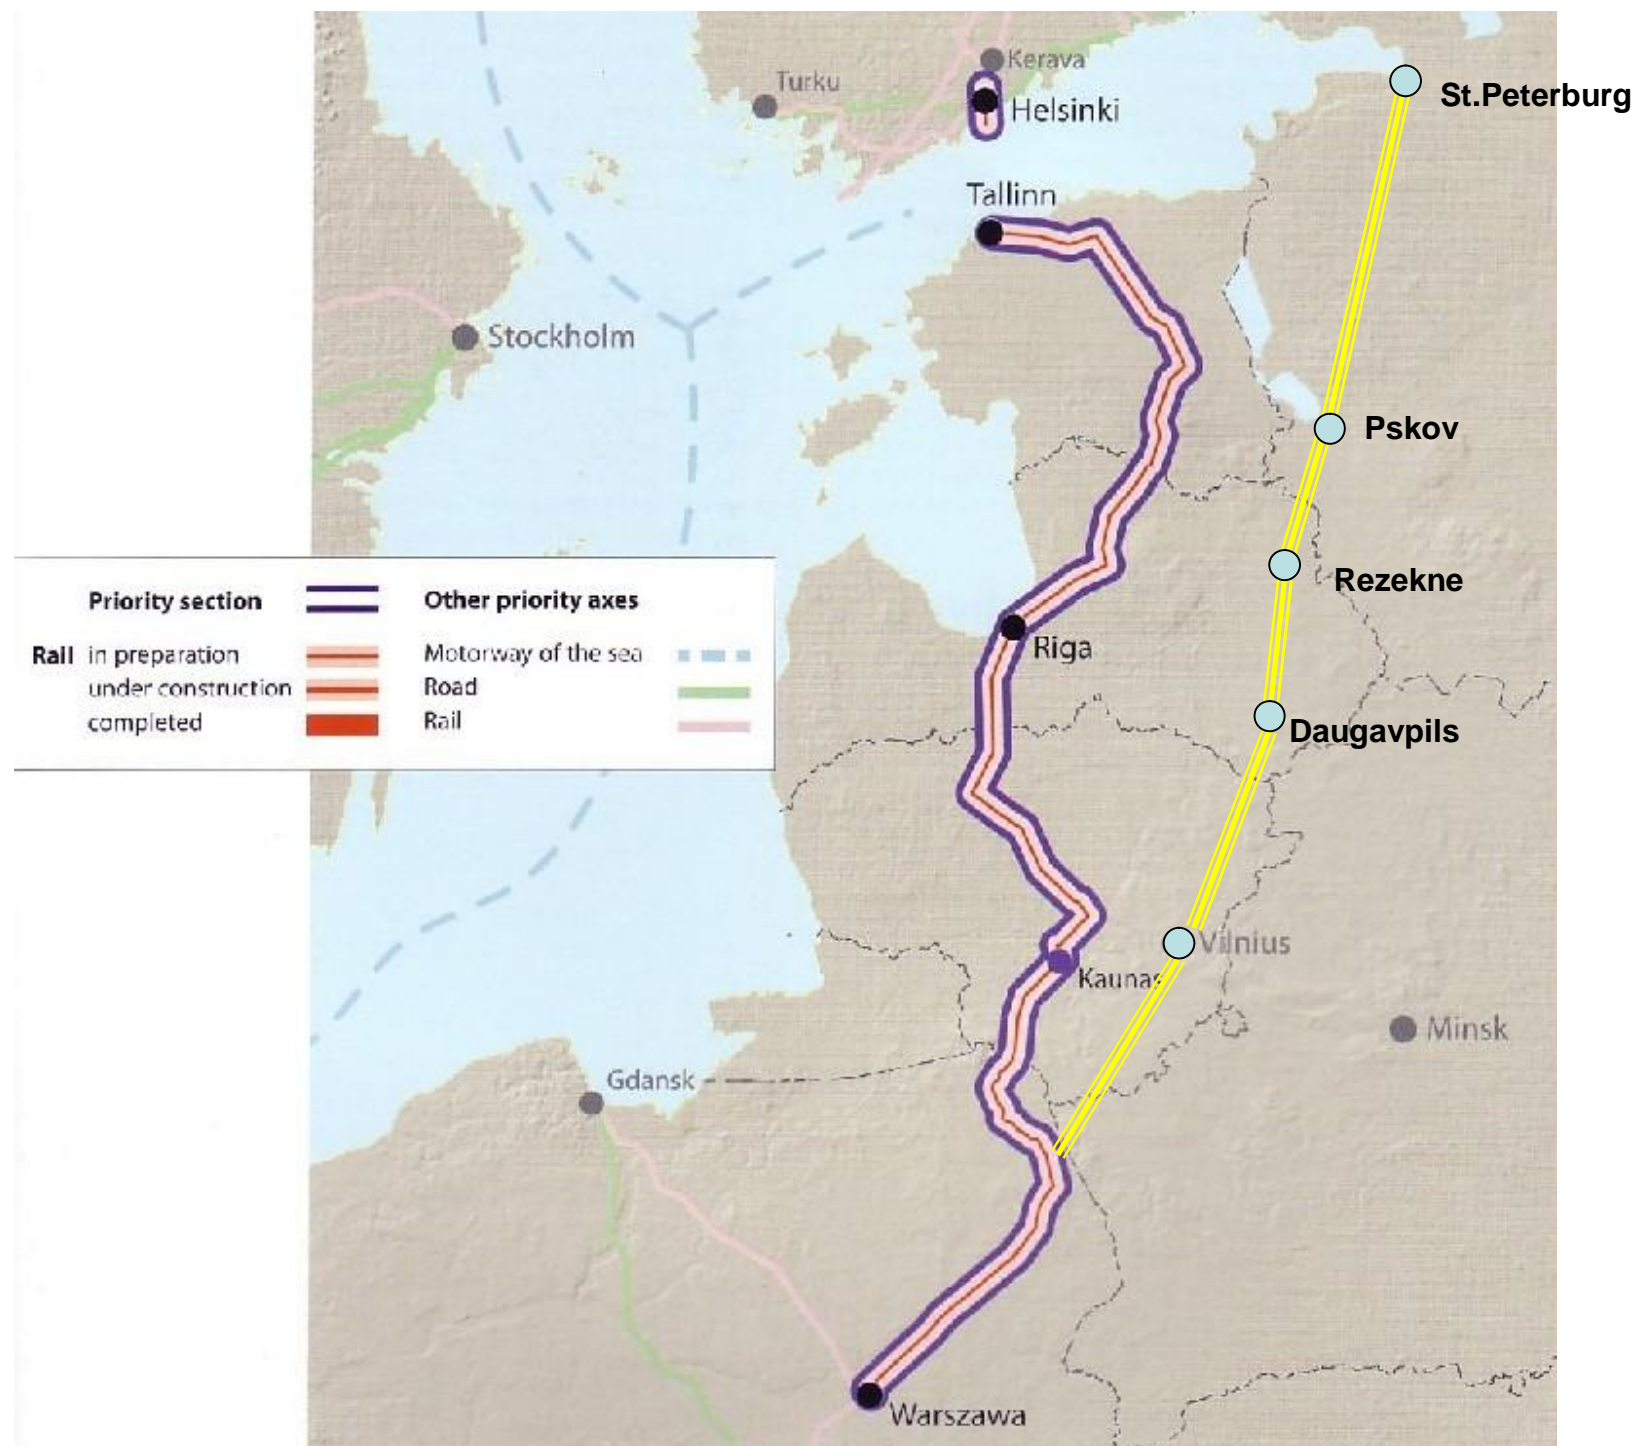 Kerava
Turku
St.Peterburg
Helsinki
Tallinn
Stockholm
Pskov
Rezekne
Priority section
Other priority axes
Rail in preparation
Motorway of the sea
under construction
Road
completed
Rail
Riga
Daugavpils
Vilnius
Kaunas
Minsk
Gdansk
Warszawa